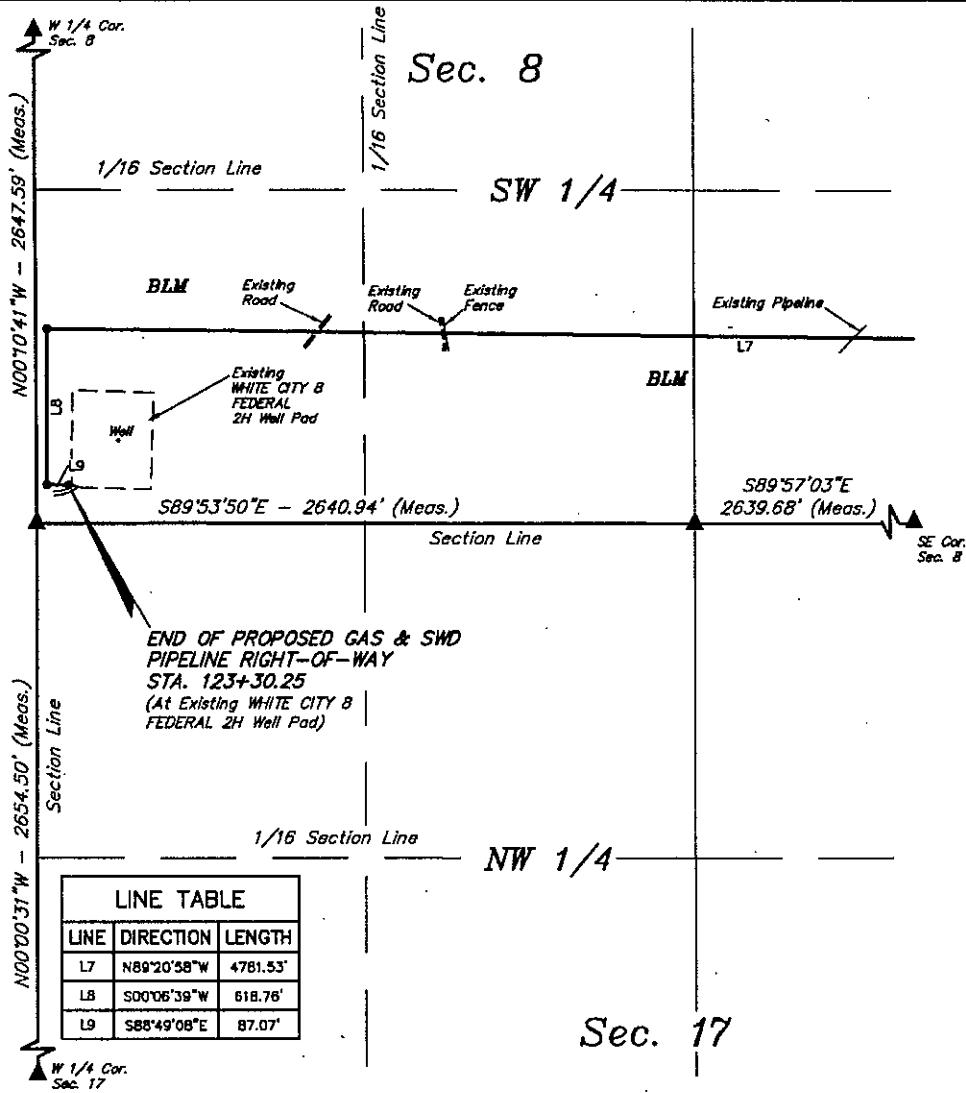 W 1/4 Cor.
Sec. 8
1/16 Section Line
Sec. 8
N00°10'41"W - 2647.59' (Meas.)
1/16 Section Line
SW 1/4
BLM
Existing
Road
Existing
Road
Existing
Fence
Existing Pipeline
L7
BLM
L8
Existing
WHITE CITY 8
FEDERAL
2H Well Pad
Well
L9
S89°53'50"E - 2640.94' (Meas.)
S89°57'03"E
2639.68' (Meas.)
Section Line
SE Cor.
Sec. 8
END OF PROPOSED GAS & SWD
PIPELINE RIGHT-OF-WAY
STA. 123+30.25
(At Existing WHITE CITY 8
FEDERAL 2H Well Pad)
N00°00'31"W - 2654.50' (Meas.)
Section Line
1/16 Section Line
NW 1/4
LINE TABLE
LINE DIRECTION LENGTH
L7 N89°20'58"W 4761.53'
L8 S00°06'39"W 618.76'
L9 S88°49'08"E 87.07'
Sec. 17
W 1/4 Cor.
Sec. 17